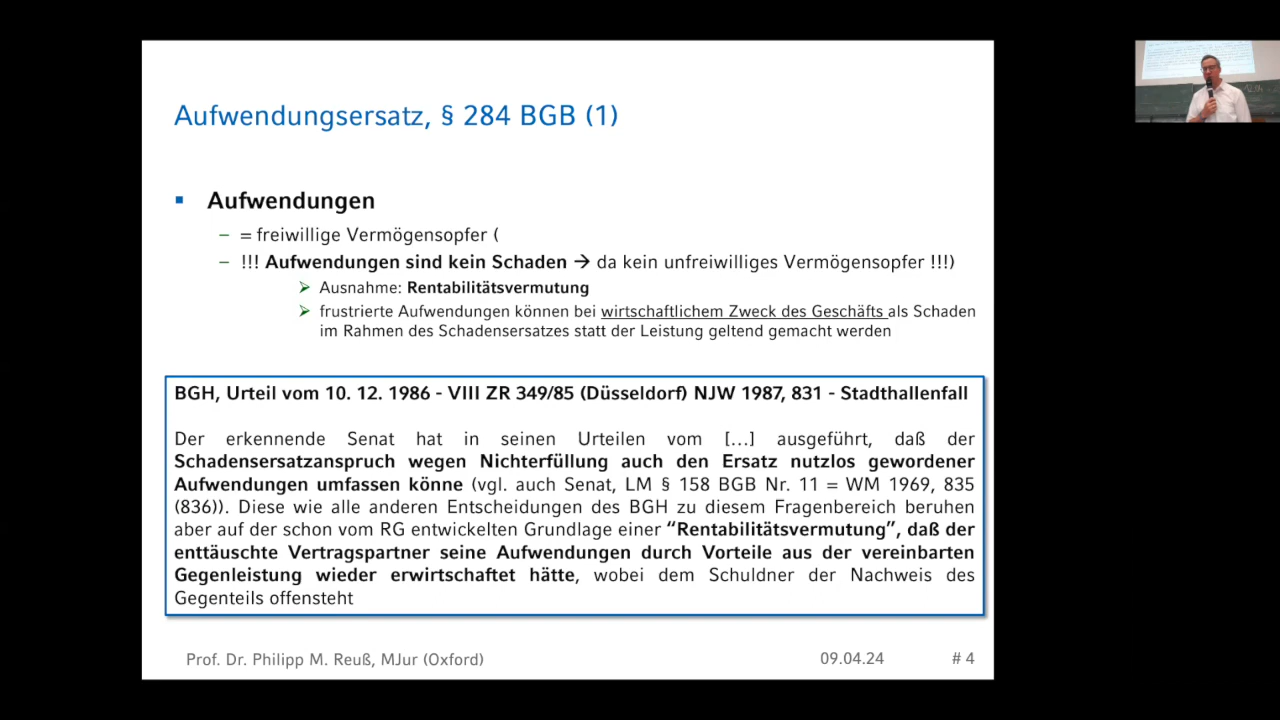 Aufwendungsersatz, § 284 BGB (1)
▪ Aufwendungen
– = freiwillige Vermögensopfer (
– !!! Aufwendungen sind kein Schaden → da kein unfreiwilliges Vermögensopfer !!!)
➢ Ausnahme: Rentabilitätsvermutung
➢ frustrierte Aufwendungen können bei wirtschaftlichem Zweck des Geschäfts als Schaden
im Rahmen des Schadensersatzes statt der Leistung geltend gemacht werden
BGH, Urteil vom 10. 12. 1986 - VIII ZR 349/85 (Düsseldorf) NJW 1987, 831 - Stadthallenfall
Der erkennende Senat hat in seinen Urteilen vom […] ausgeführt, daß der
Schadensersatzanspruch wegen Nichterfüllung auch den Ersatz nutzlos gewordener
Aufwendungen umfassen könne (vgl. auch Senat, LM § 158 BGB Nr. 11 = WM 1969, 835
(836)). Diese wie alle anderen Entscheidungen des BGH zu diesem Fragenbereich beruhen
aber auf der schon vom RG entwickelten Grundlage einer “Rentabilitätsvermutung”, daß der
enttäuschte Vertragspartner seine Aufwendungen durch Vorteile aus der vereinbarten
Gegenleistung wieder erwirtschaftet hätte, wobei dem Schuldner der Nachweis des
Gegenteils offensteht
Prof. Dr. Philipp M. Reuß, MJur (Oxford)
09.04.24
# 4